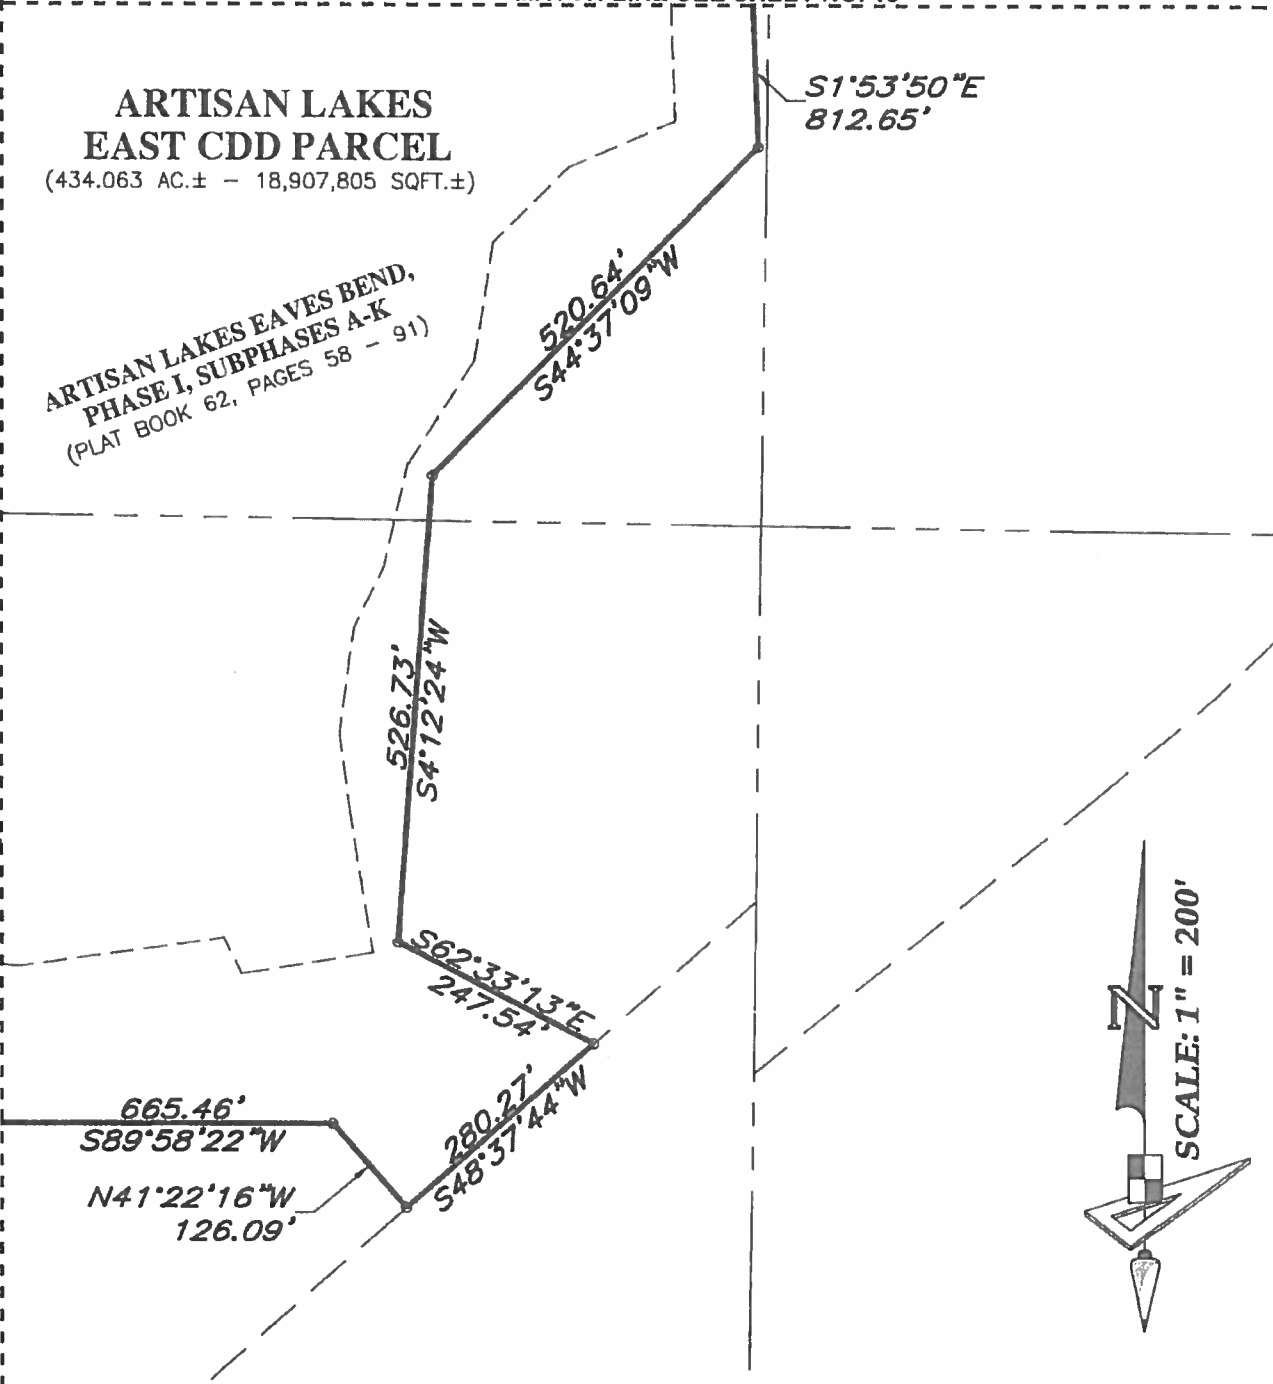 S1°53'50"E
812.65'
ARTISAN LAKES
EAST CDD PARCEL
(434.063 AC.± – 18,907,805 SQFT.±)
ARTISAN LAKES EAVES BEND,
PHASE I, SUBPHASES A-K
(PLAT BOOK 62, PAGES 58 – 91)
520.64'
S44°37'09"W
526.73'
S4°12'24"W
S62°33'13"E
247.54'
280.27'
S48°37'44"W
665.46'
S89°58'22"W
N41°22'16"W
126.09'
N
SCALE: 1" = 200'